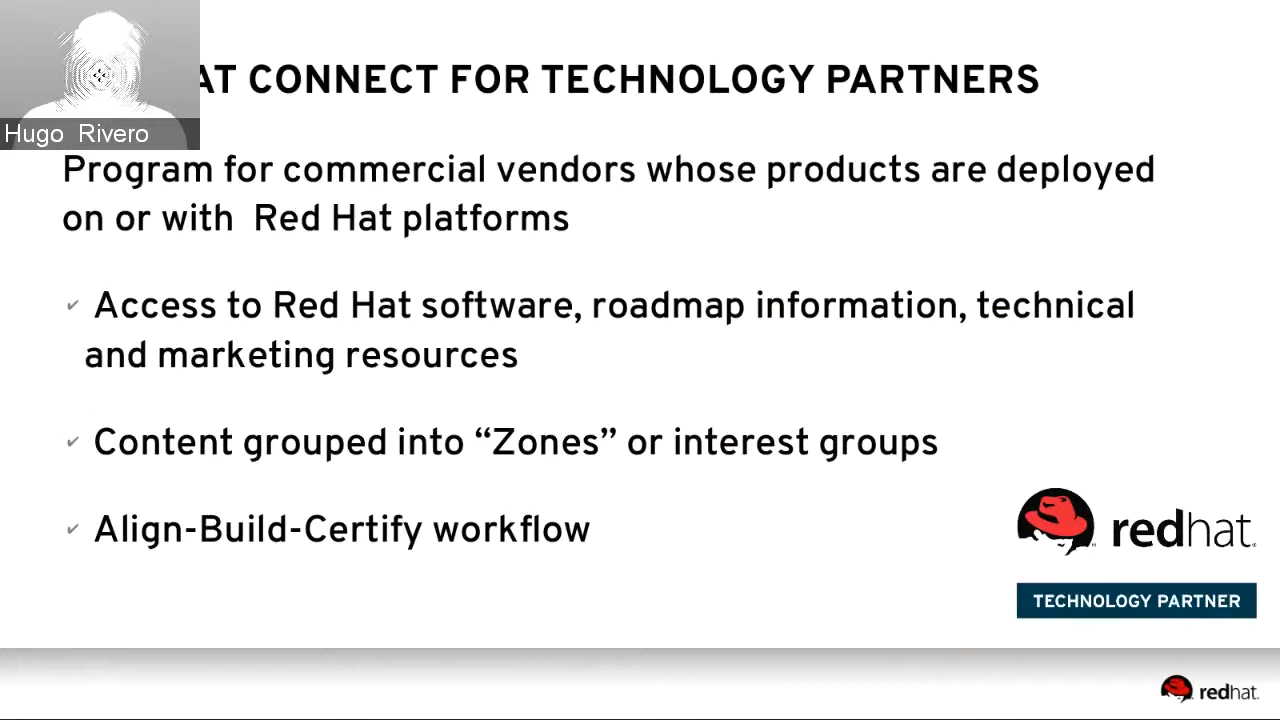 AT CONNECT FOR TECHNOLOGY PARTNERS
Hugo Rivero
Program for commercial vendors whose products are deployed
on or with Red Hat platforms
✔ Access to Red Hat software, roadmap information, technical
and marketing resources
✔ Content grouped into “Zones” or interest groups
✔ Align-Build-Certify workflow
redhat.
TECHNOLOGY PARTNER
redhat.